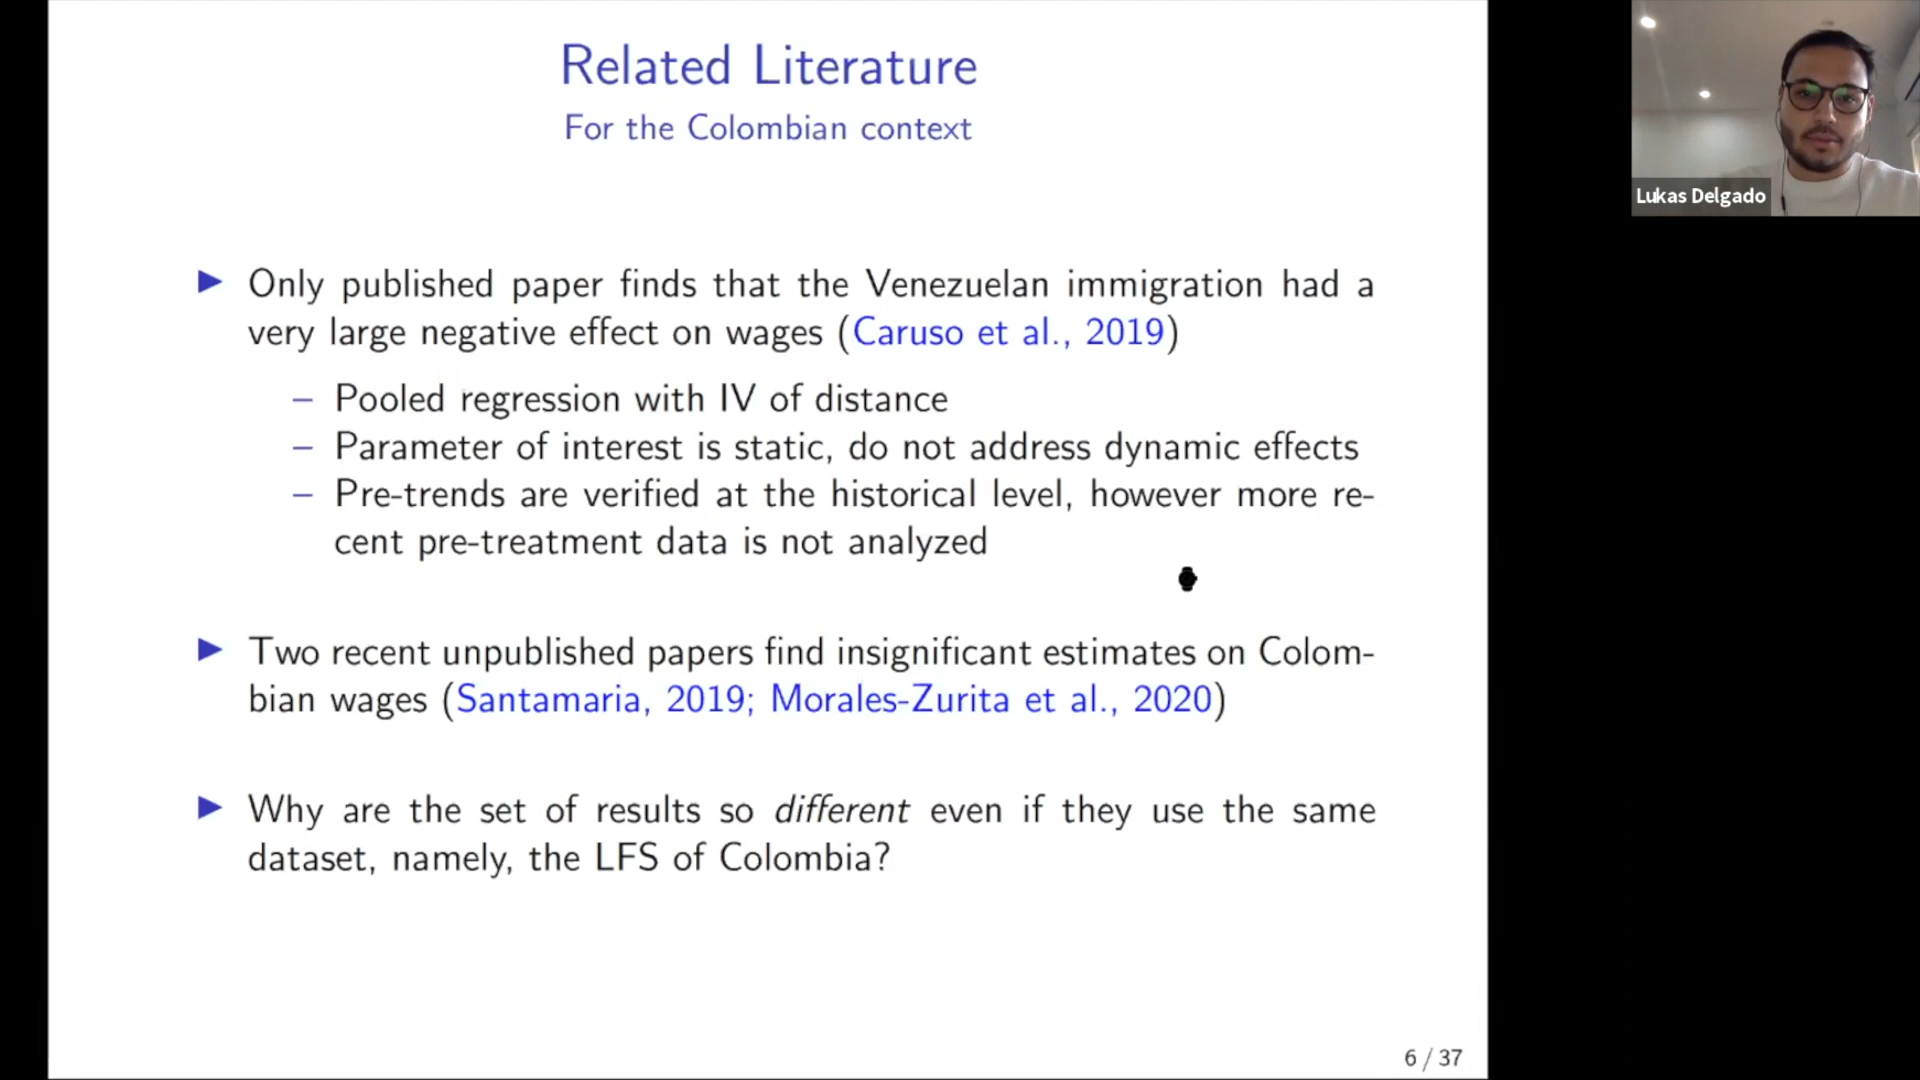 Related Literature
For the Colombian context
▶ Only published paper finds that the Venezuelan immigration had a
very large negative effect on wages (Caruso et al., 2019)
– Pooled regression with IV of distance
– Parameter of interest is static, do not address dynamic effects
– Pre-trends are verified at the historical level, however more re-
cent pre-treatment data is not analyzed
▶ Two recent unpublished papers find insignificant estimates on Colom-
bian wages (Santamaria, 2019; Morales-Zurita et al., 2020)
▶ Why are the set of results so different even if they use the same
dataset, namely, the LFS of Colombia?
6 / 37
Lukas Delgado